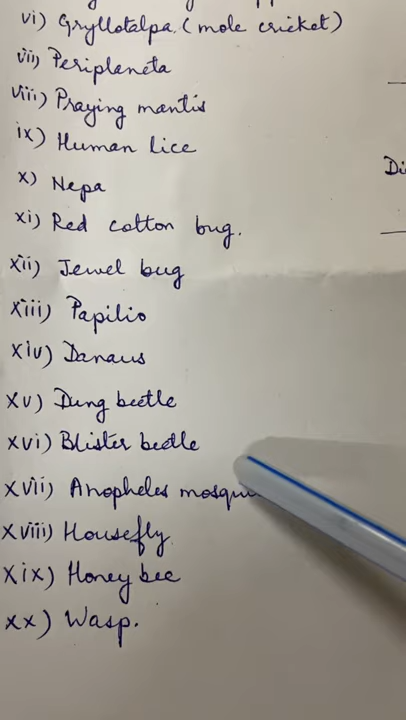 vi) Gryllotalpa (mole cricket)
vii) Periplaneta
viii) Praying mantis
ix) Human lice
x) Nepa
xi) Red cotton bug.
xii) Jewel bug
xiii) Papilio
xiv) Danaus
xv) Dung beetle
xvi) Blister beetle
xvii) Anopheles
xviii) Housefly
xix) Honey bee
xx) Wasp.